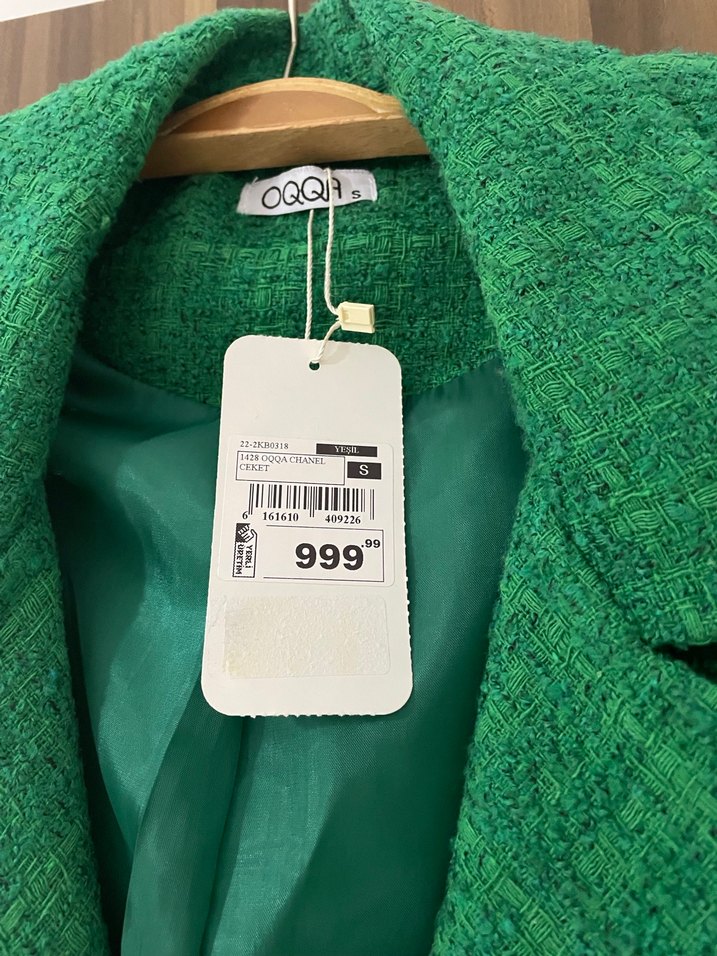 OQQA S
22-2KB0318 YEŞİL
1428 OQQA CHANEL
CEKET S
6 161610 409226
YERLİ
ÜRETİM
999.99